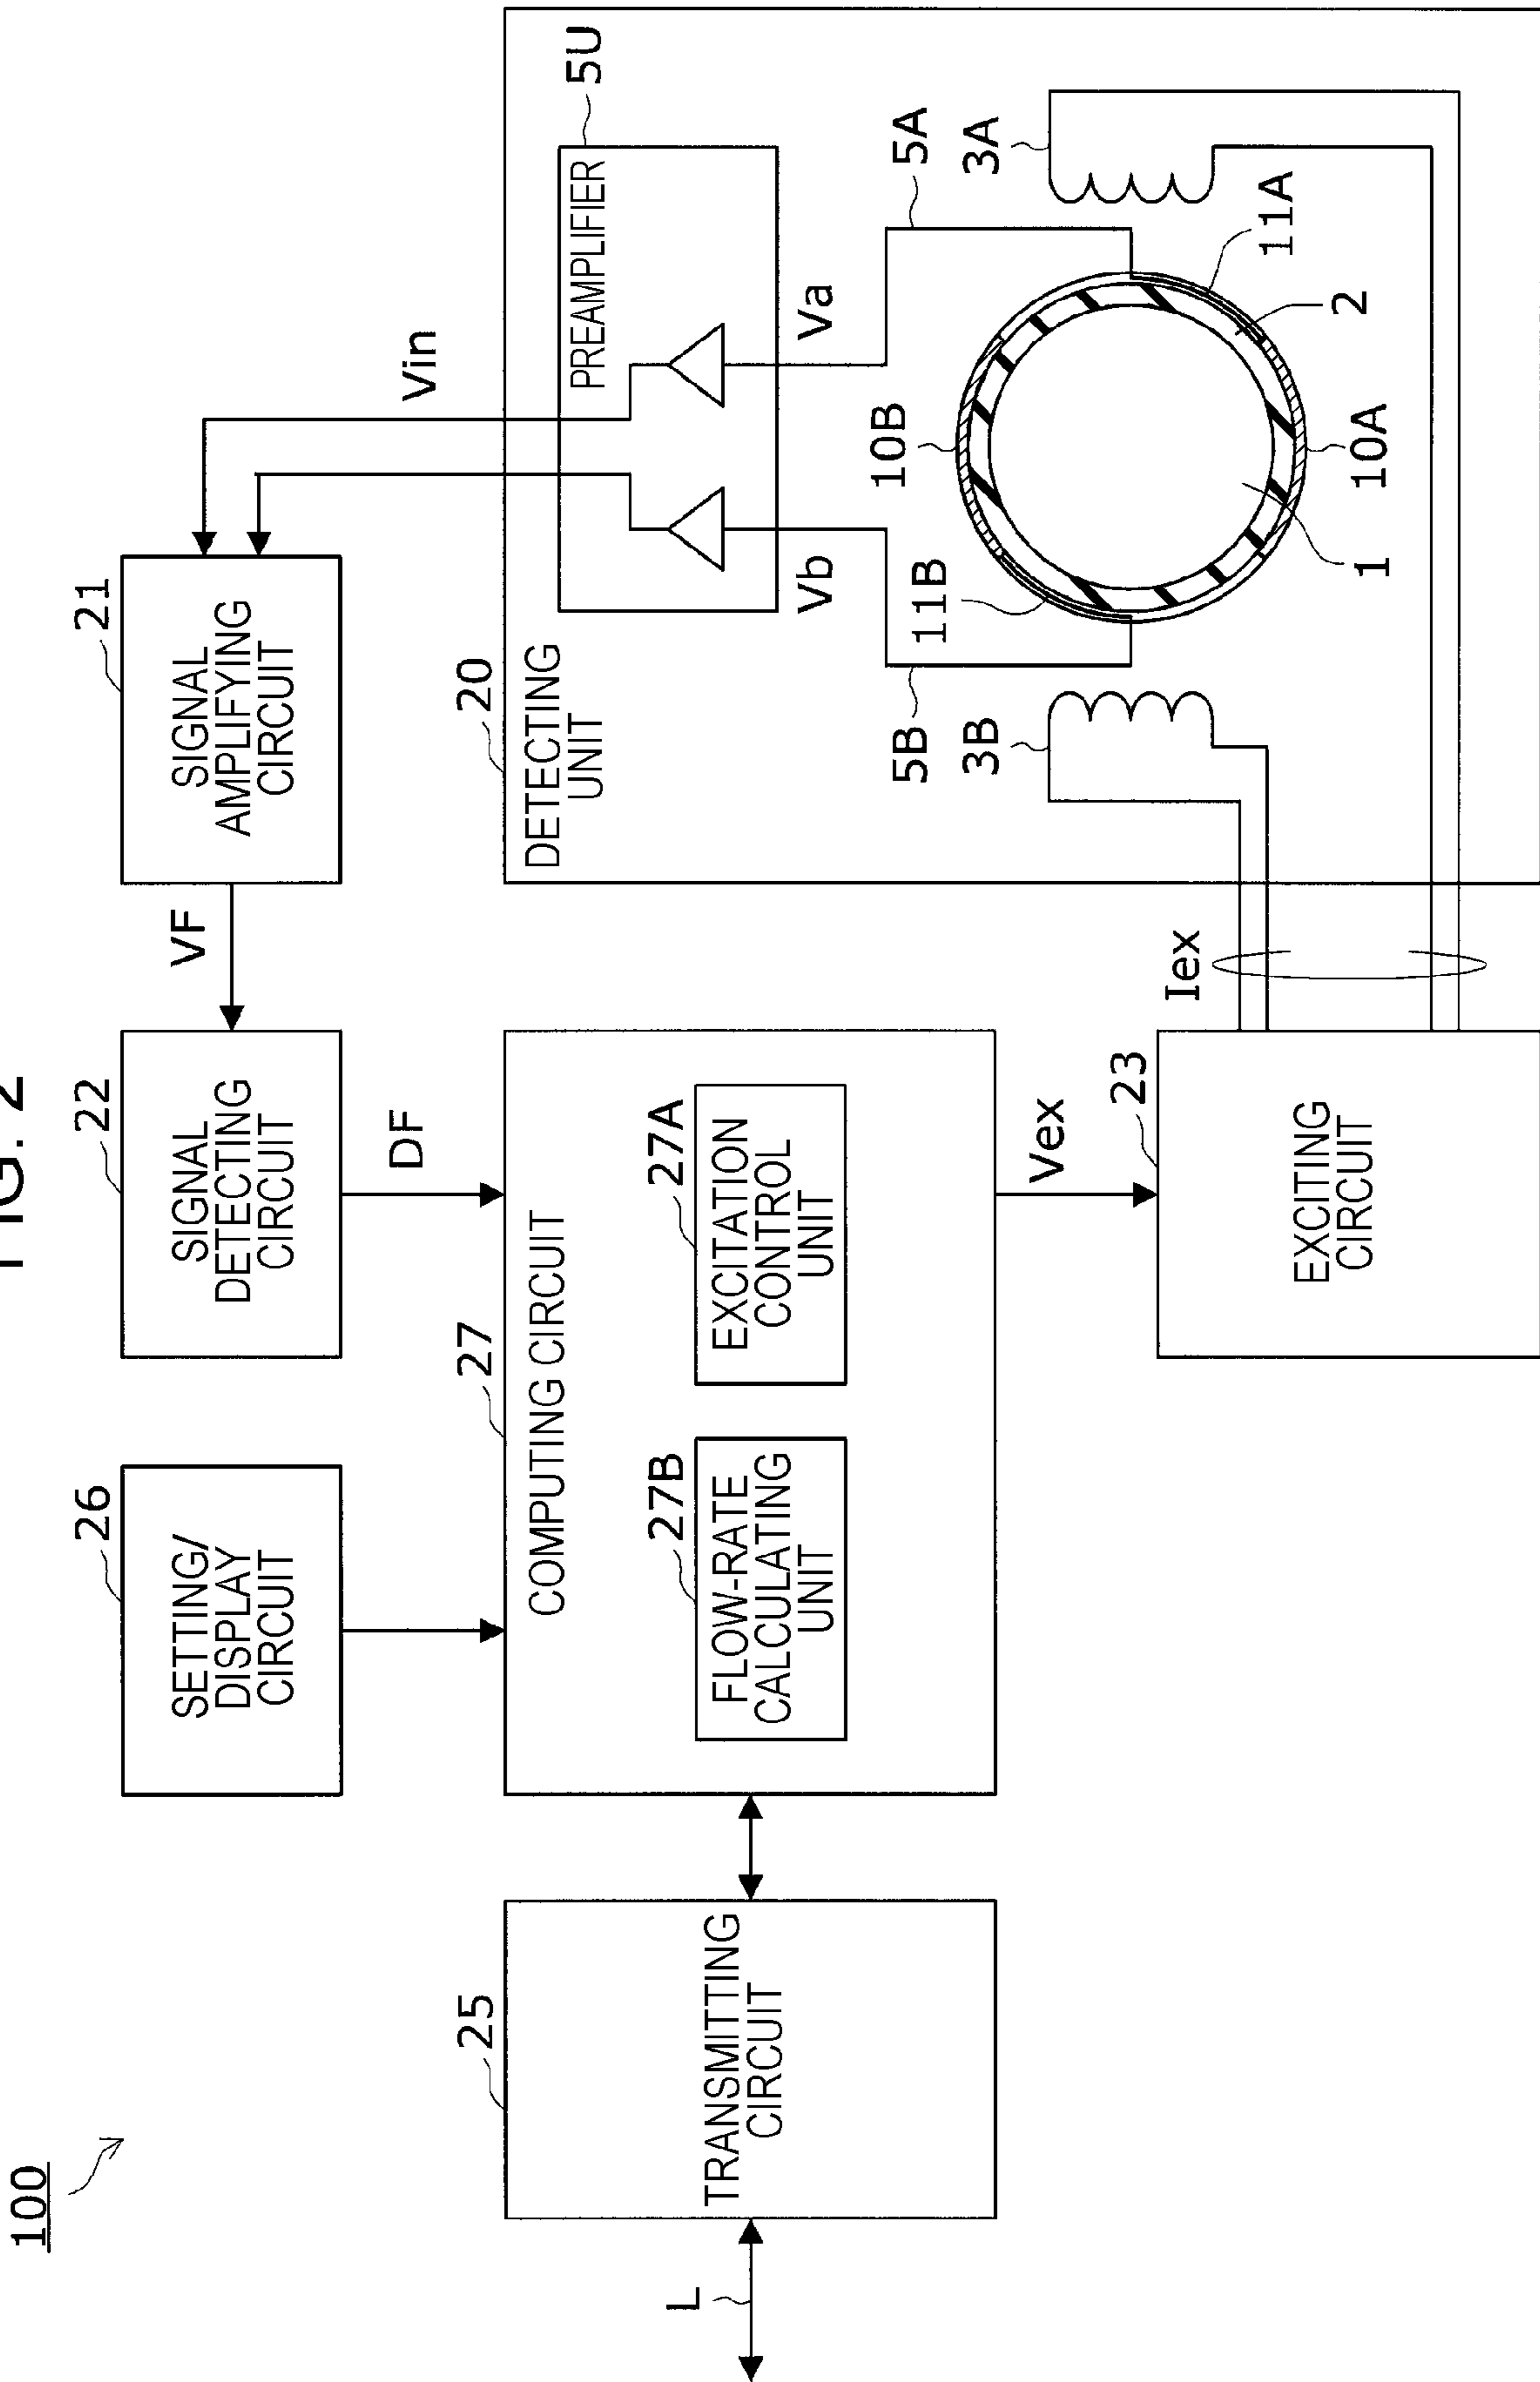 FIG. 2
100
L
25
TRANSMITTING
CIRCUIT
26
SETTING/
DISPLAY
CIRCUIT
22
SIGNAL
DETECTING
CIRCUIT
21
SIGNAL
AMPLIFYING
CIRCUIT
VF
DF
Vin
27
COMPUTING CIRCUIT
27B
FLOW-RATE
CALCULATING
UNIT
27A
EXCITATION
CONTROL
UNIT
Vex
23
EXCITING
CIRCUIT
Iex
20
DETECTING
UNIT
PREAMPLIFIER
5U
Vb
Va
5B
5A
3B
3A
11B
10B
11A
1
10A
2